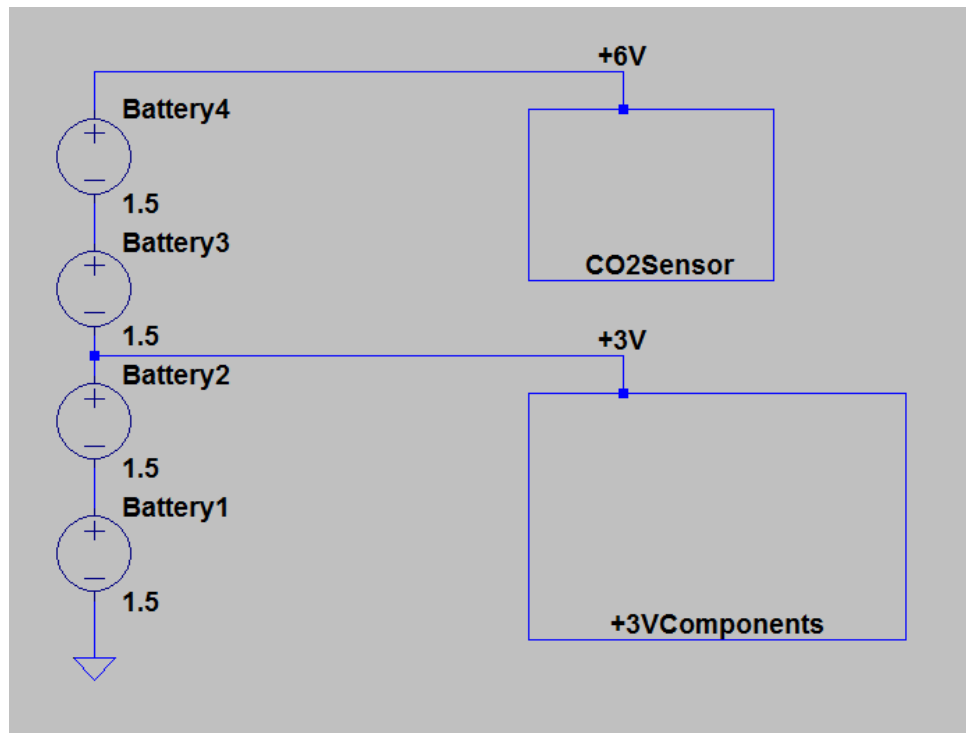 +6V
Battery4
1.5
Battery3
CO2Sensor
1.5
+3V
Battery2
1.5
Battery1
1.5
+3VComponents